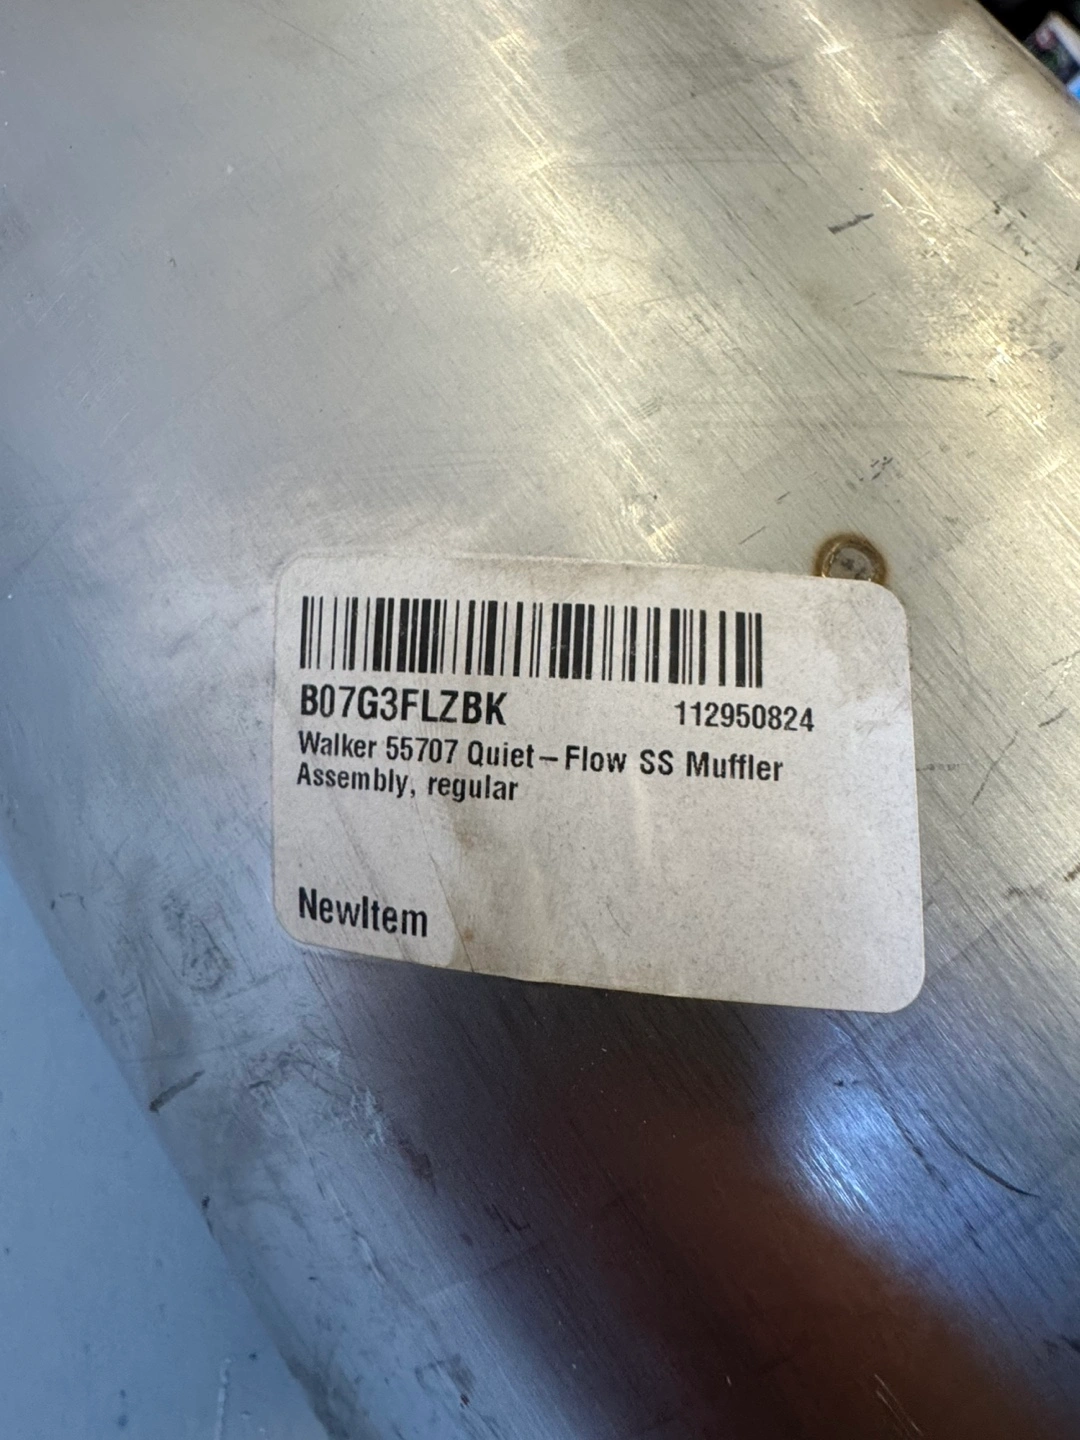 B07G3FLZBK 112950824
Walker 55707 Quiet–Flow SS Muffler
Assembly, regular
NewItem